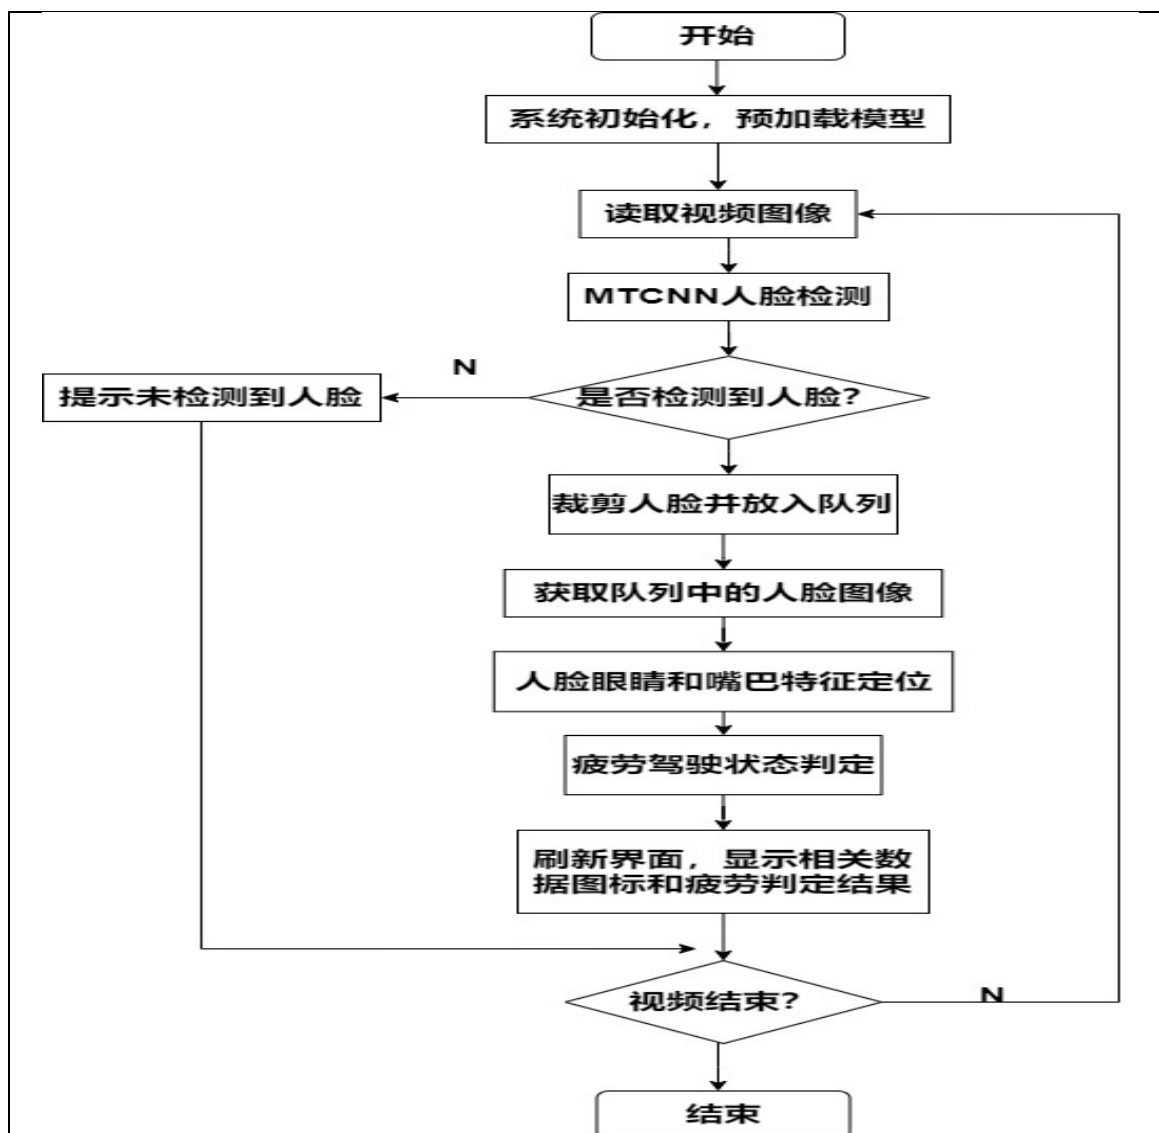 开始
系统初始化，预加载模型
读取视频图像
MTCNN人脸检测
N
提示未检测到人脸
是否检测到人脸？
裁剪人脸并放入队列
获取队列中的人脸图像
人脸眼睛和嘴巴特征定位
疲劳驾驶状态判定
刷新界面，显示相关数
据图标和疲劳判定结果
视频结束？
N
结束